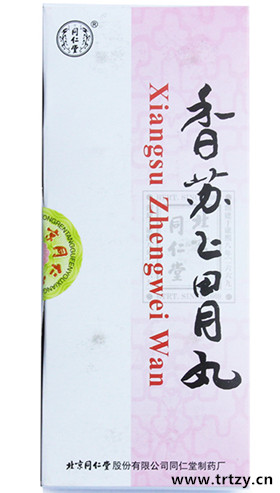 同仁堂
®
香苏正胃丸
Xiangsu Zhengwei Wan
同仁堂
北京同仁堂股份有限公司同仁堂制药厂
www.trtzy.cn